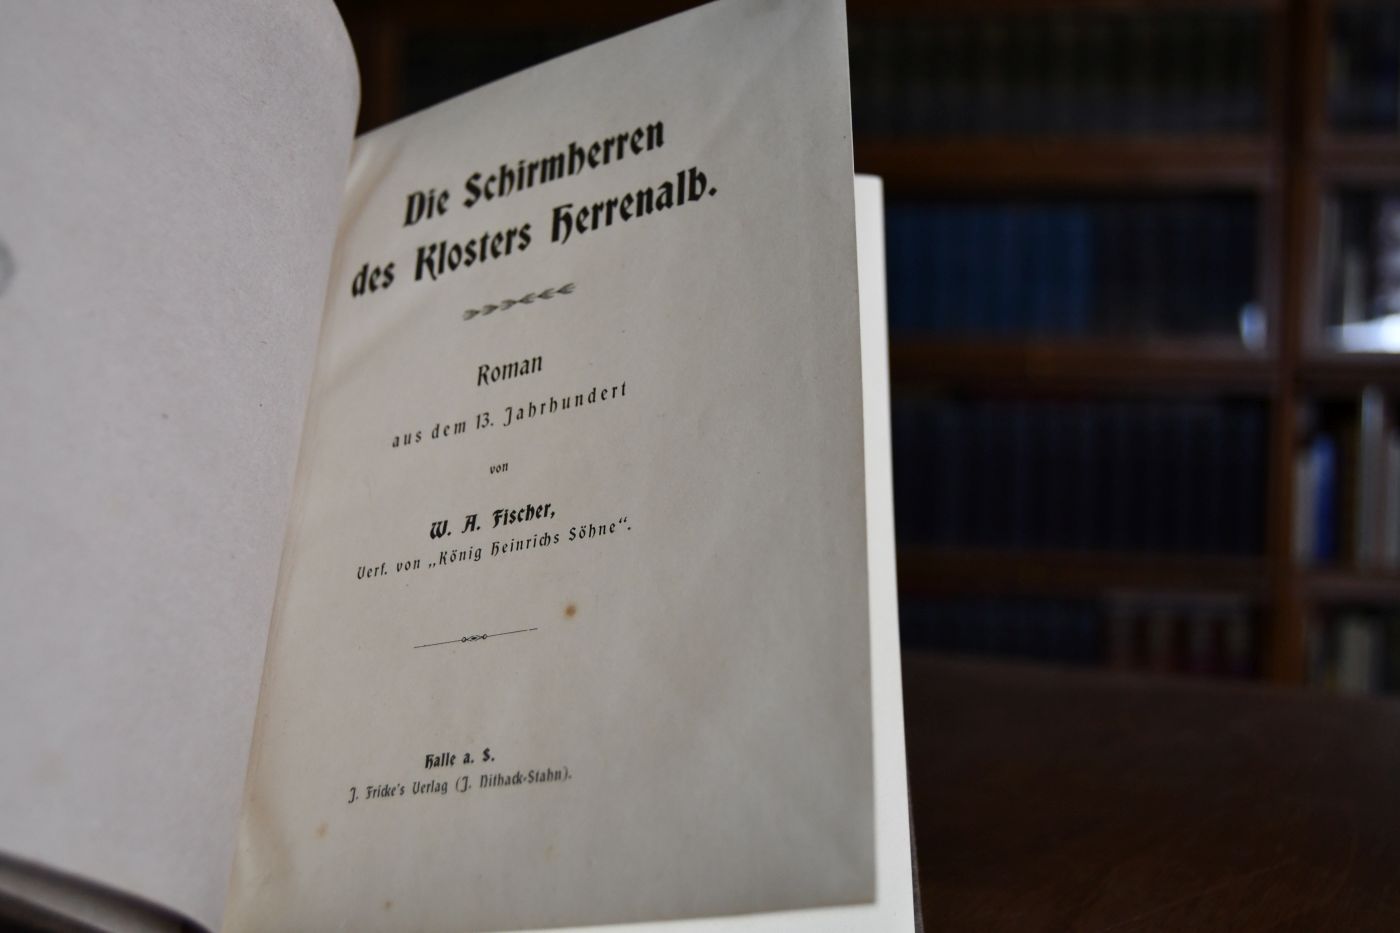 Die Schirmherren
des Klosters Herrenalb.
Roman
aus dem 13. Jahrhundert
von
W. A. Fischer,
Verf. von „König Heinrichs Söhne“.
Halle a. S.
J. Fricke's Verlag (J. Nithack-Stahn).